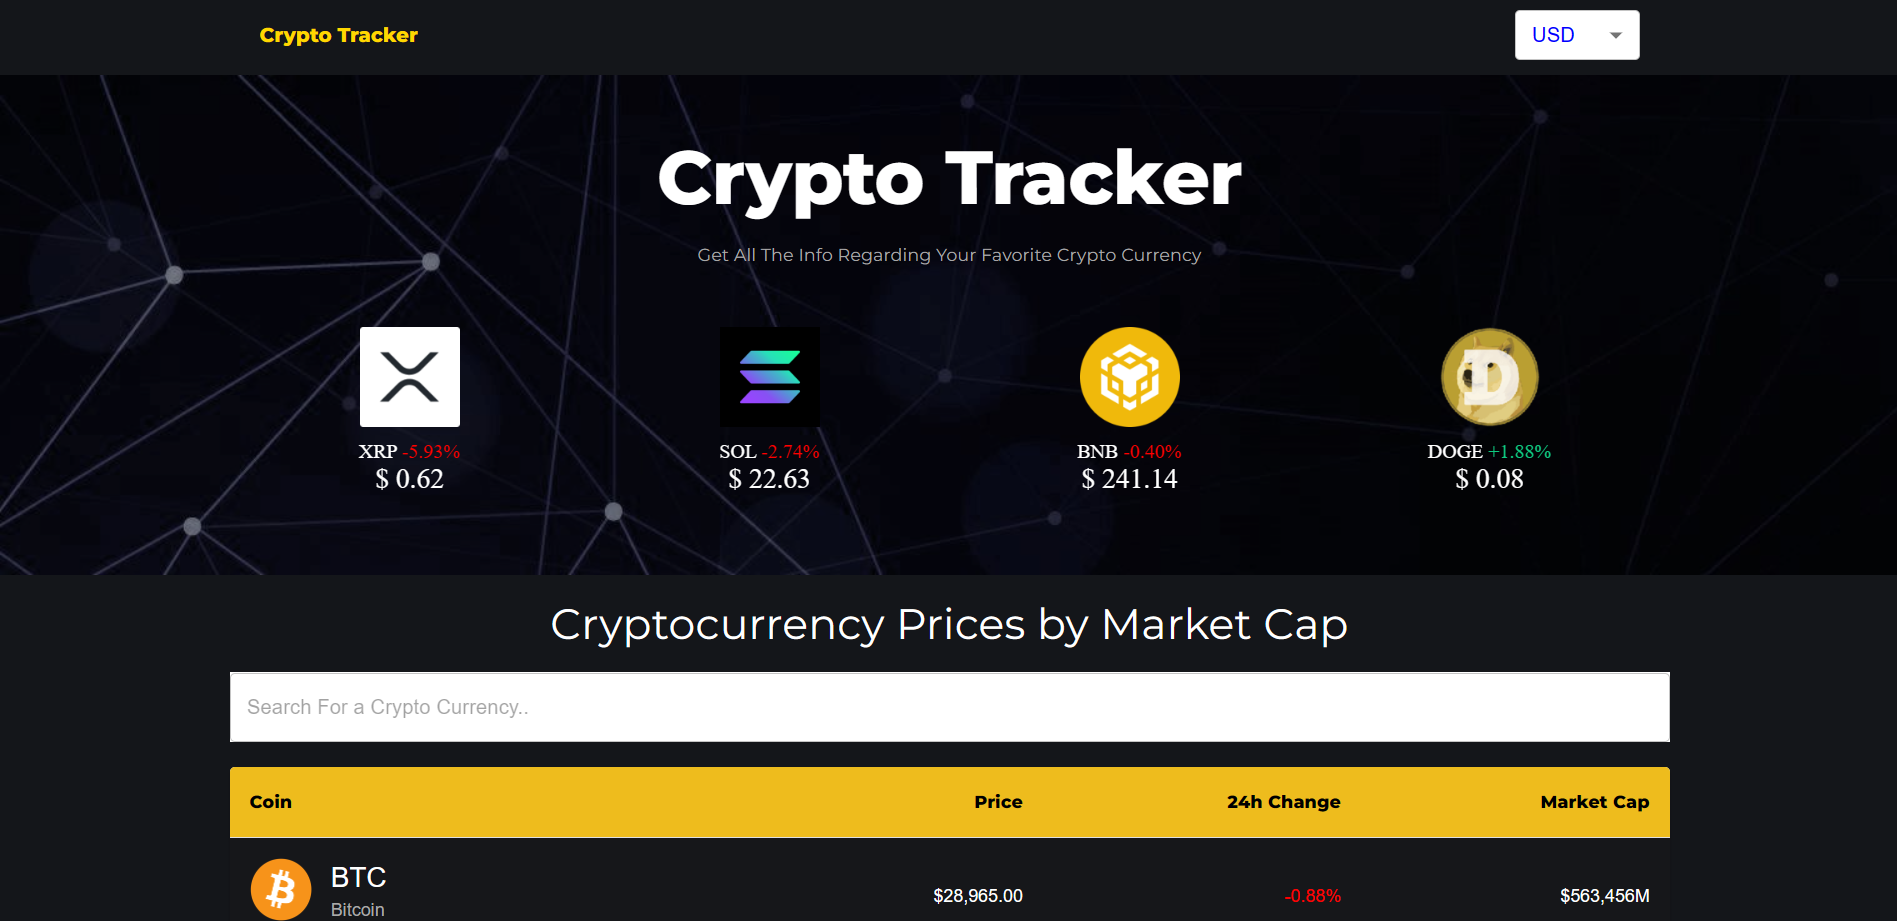 Crypto Tracker
USD
Crypto Tracker
Get All The Info Regarding Your Favorite Crypto Currency
XRP -5.93%
$ 0.62
SOL -2.74%
$ 22.63
BNB -0.40%
$ 241.14
D
DOGE +1.88%
$ 0.08
Cryptocurrency Prices by Market Cap
Search For a Crypto Currency..
Coin Price 24h Change Market Cap
BTC
Bitcoin
$28,965.00 -0.88% $563,456M